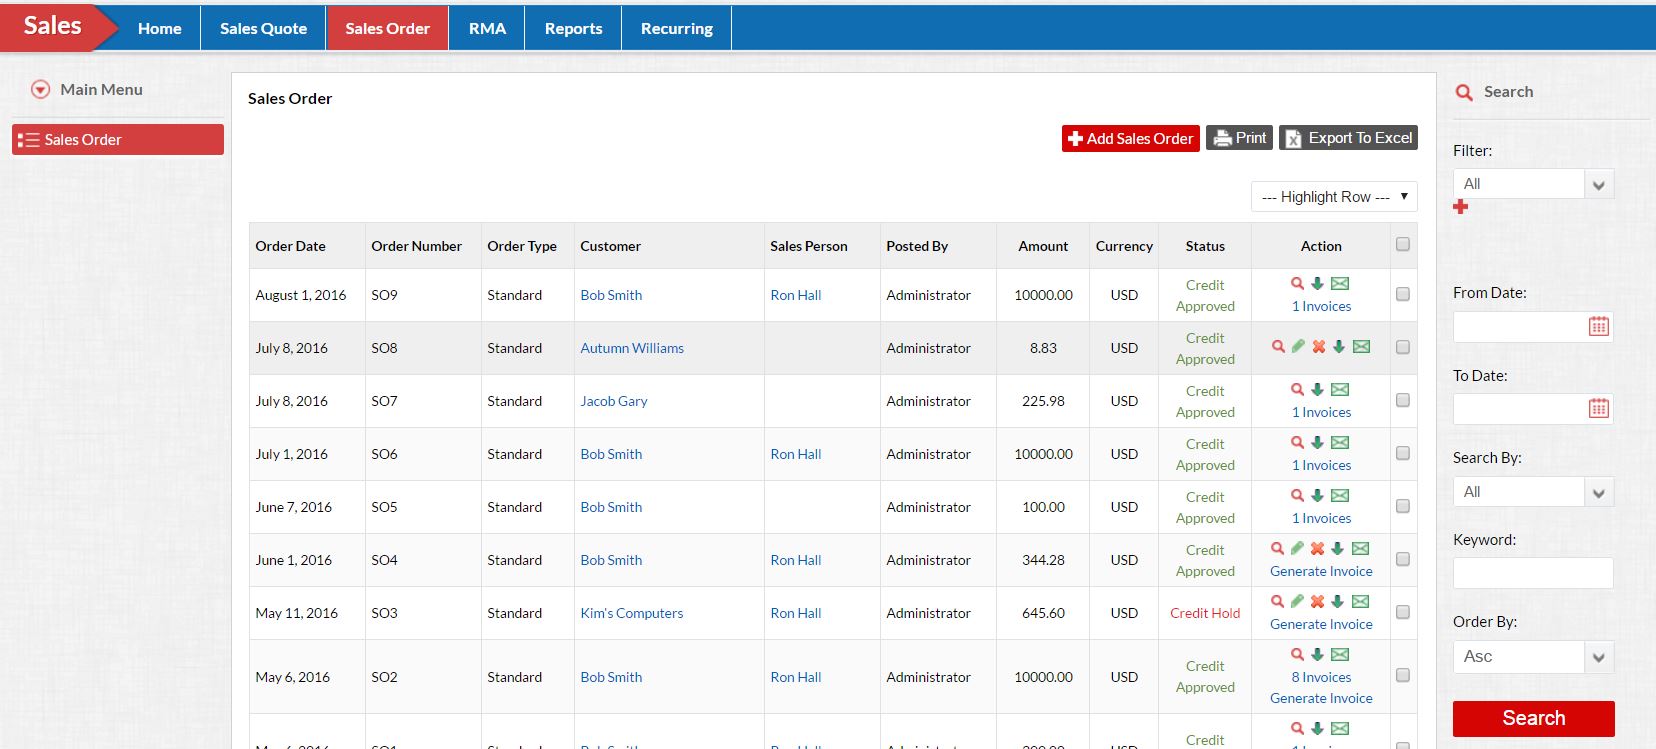 Sales Home Sales Quote Sales Order RMA Reports Recurring
Main Menu
Sales Order
Sales Order
Add Sales Order Print Export To Excel
--- Highlight Row ---
Order Date Order Number Order Type Customer Sales Person Posted By Amount Currency Status Action
August 1, 2016 SO9 Standard Bob Smith Ron Hall Administrator 10000.00 USD Credit Approved 1 Invoices
July 8, 2016 SO8 Standard Autumn Williams Administrator 8.83 USD Credit Approved
July 8, 2016 SO7 Standard Jacob Gary Administrator 225.98 USD Credit Approved 1 Invoices
July 1, 2016 SO6 Standard Bob Smith Ron Hall Administrator 10000.00 USD Credit Approved 1 Invoices
June 7, 2016 SO5 Standard Bob Smith Administrator 100.00 USD Credit Approved 1 Invoices
June 1, 2016 SO4 Standard Bob Smith Ron Hall Administrator 344.28 USD Credit Approved Generate Invoice
May 11, 2016 SO3 Standard Kim's Computers Ron Hall Administrator 645.60 USD Credit Hold Generate Invoice
May 6, 2016 SO2 Standard Bob Smith Ron Hall Administrator 10000.00 USD Credit Approved 8 Invoices Generate Invoice
Credit
Search
Filter:
All
From Date:
To Date:
Search By:
All
Keyword:
Order By:
Asc
Search